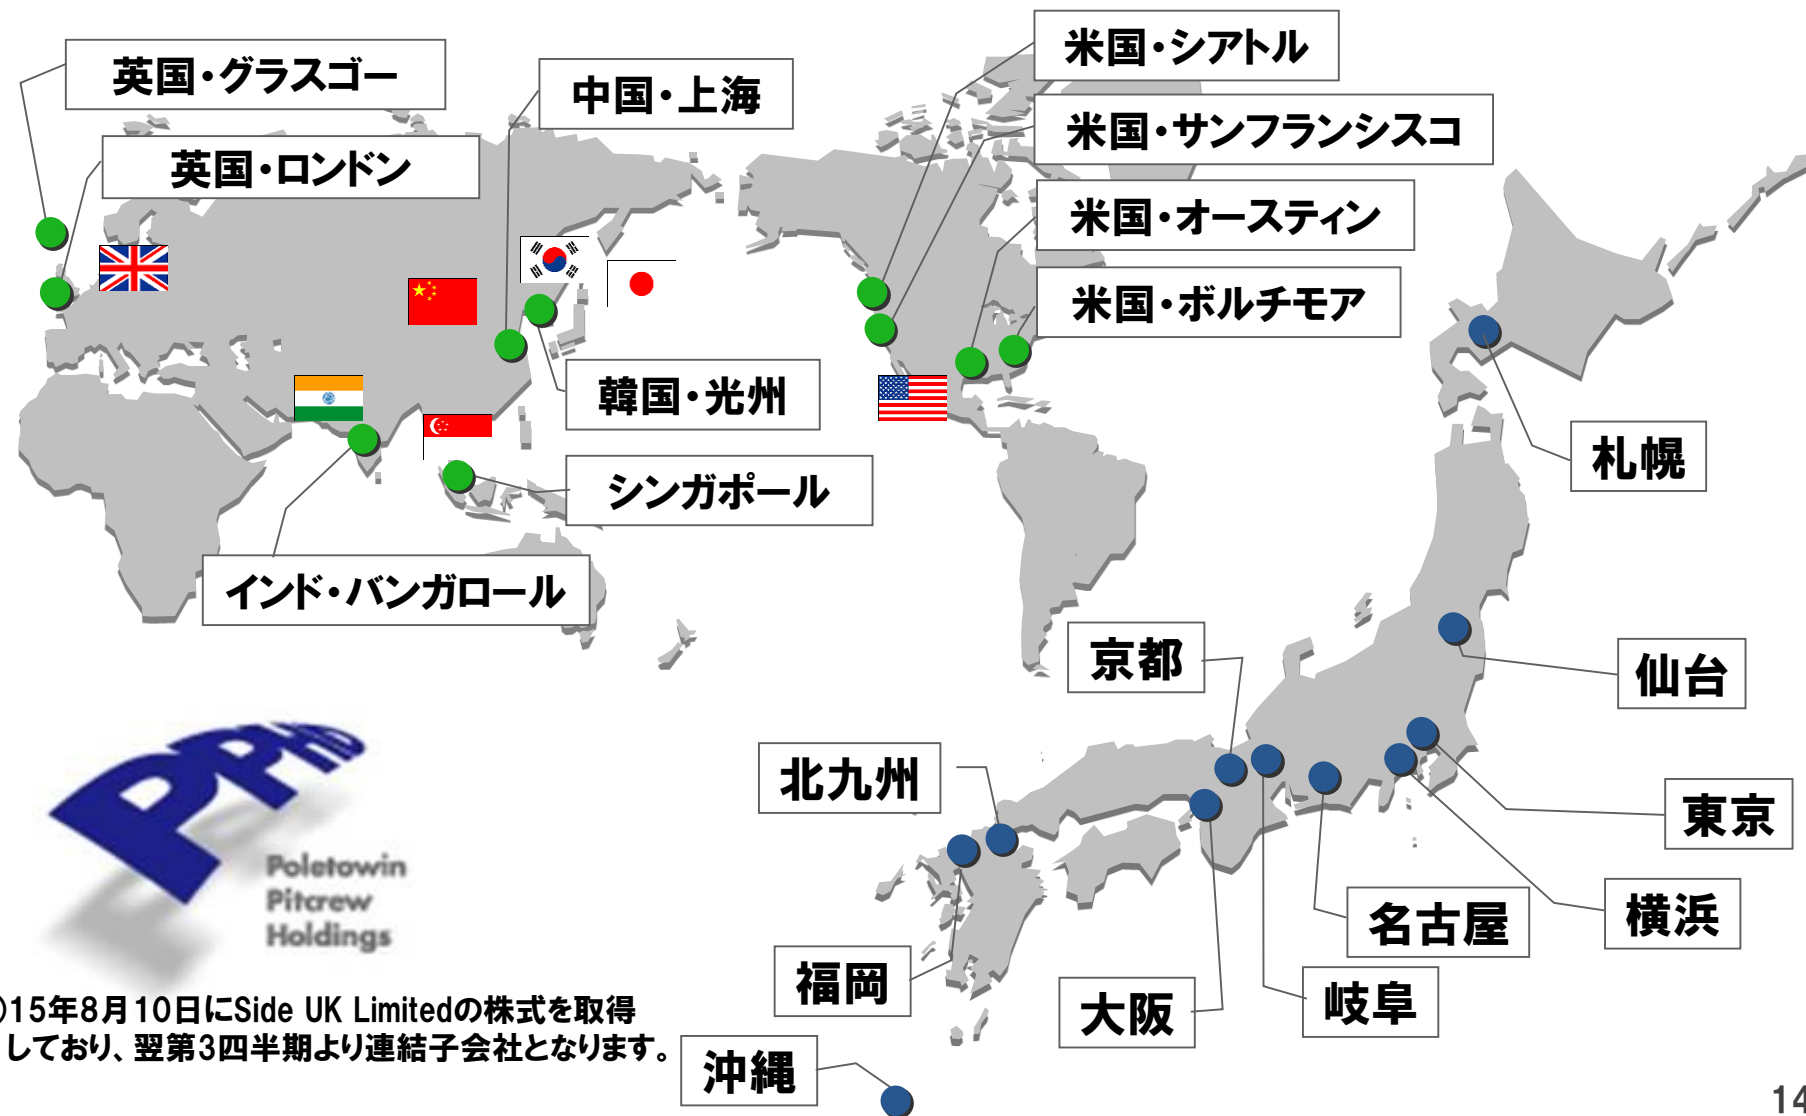 英国・グラスゴー
英国・ロンドン
中国・上海
米国・シアトル
米国・サンフランシスコ
米国・オースティン
米国・ボルチモア
韓国・光州
シンガポール
インド・バンガロール
札幌
仙台
京都
北九州
東京
横浜
名古屋
福岡
大阪
岐阜
沖縄
PPHD
Poletowin
Pitcrew
Holdings
15年8月10日にSide UK Limitedの株式を取得
しており、翌第3四半期より連結子会社となります。
14